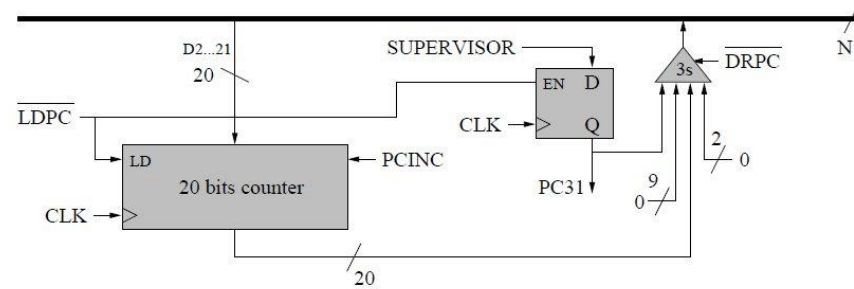 N
D2...21
20
SUPERVISOR
3s
DRPC
EN D
LDPC
CLK
Q
LD
PCINC
20 bits counter
PC31
9
0
2
0
CLK
20